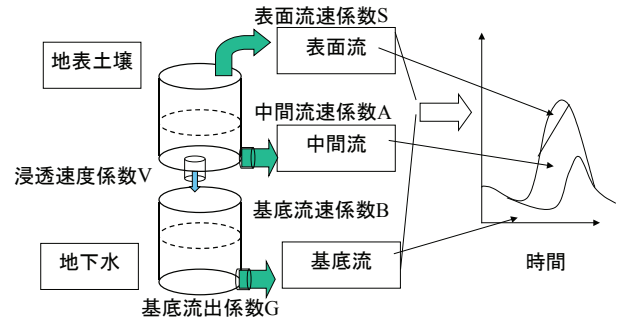 表面流速係数S
地表土壌
表面流
中間流速係数A
中間流
浸透速度係数V
基底流速係数B
地下水
基底流
時間
基底流出係数G